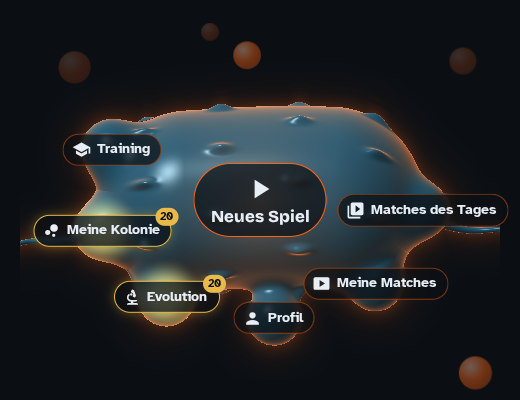 Training
Neues Spiel
Matches des Tages
20
Meine Kolonie
Meine Matches
20
Evolution
Profil